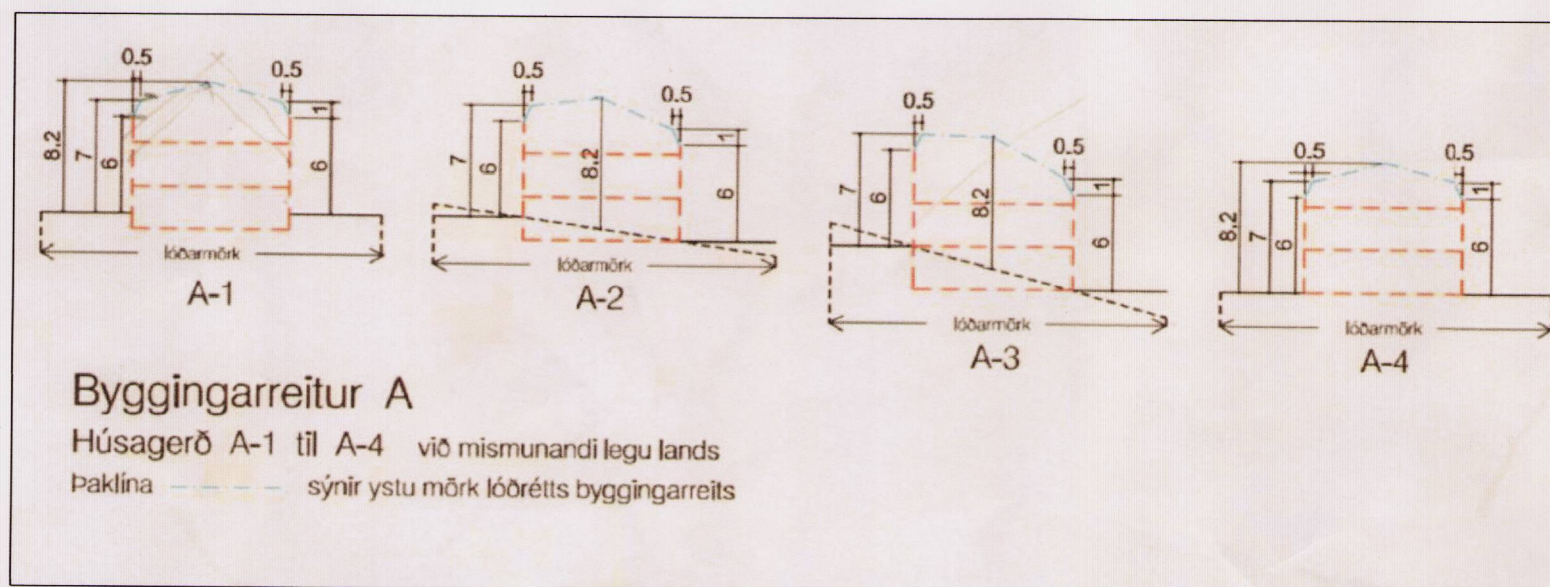 0.5 0.5
8.2 7 6 1 6
lóðarmörk
A-1
0.5 0.5
7 6 8.2 1 6
lóðarmörk
A-2
0.5 0.5
7 6 8.2 1 6
lóðarmörk
A-3
0.5 0.5
8.2 7 6 1 6
lóðarmörk
A-4
Byggingarreitur A
Húsagerð A-1 til A-4 við mismunandi legu lands
Þaklína sýnir ystu mörk lóðrétts byggingarreits